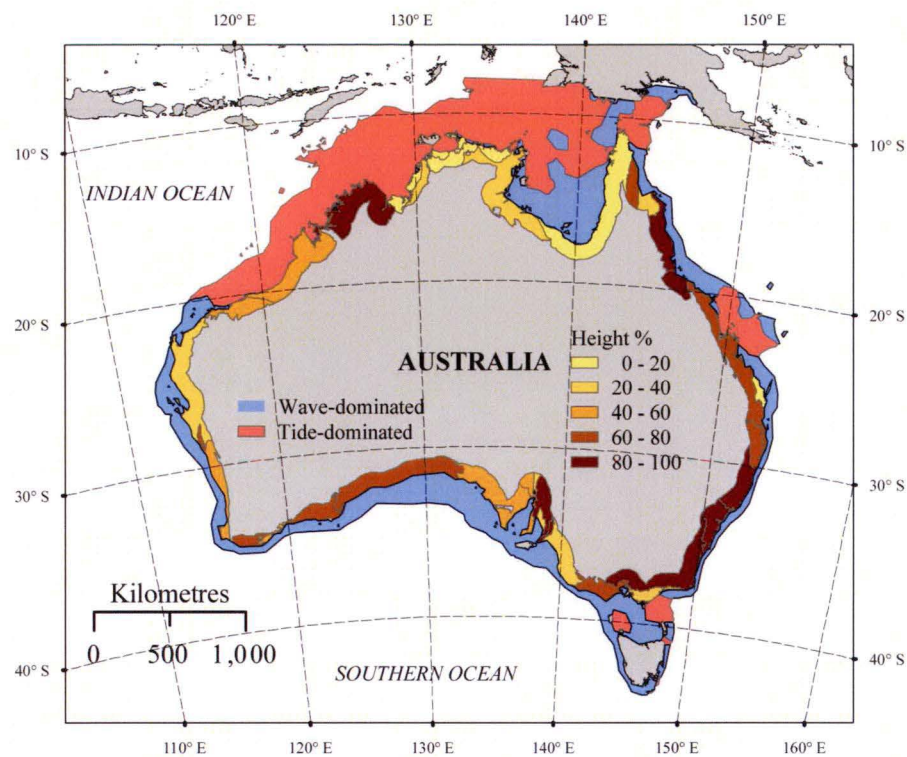 120° E
130° E
140° E
150° E
10° S
10° S
INDIAN OCEAN
20° S
20° S
AUSTRALIA
Height %
0 - 20
20 - 40
40 - 60
60 - 80
80 - 100
Wave-dominated
Tide-dominated
30° S
30° S
Kilometres
0 500 1,000
40° S
40° S
SOUTHERN OCEAN
110° E
120° E
130° E
140° E
150° E
160° E